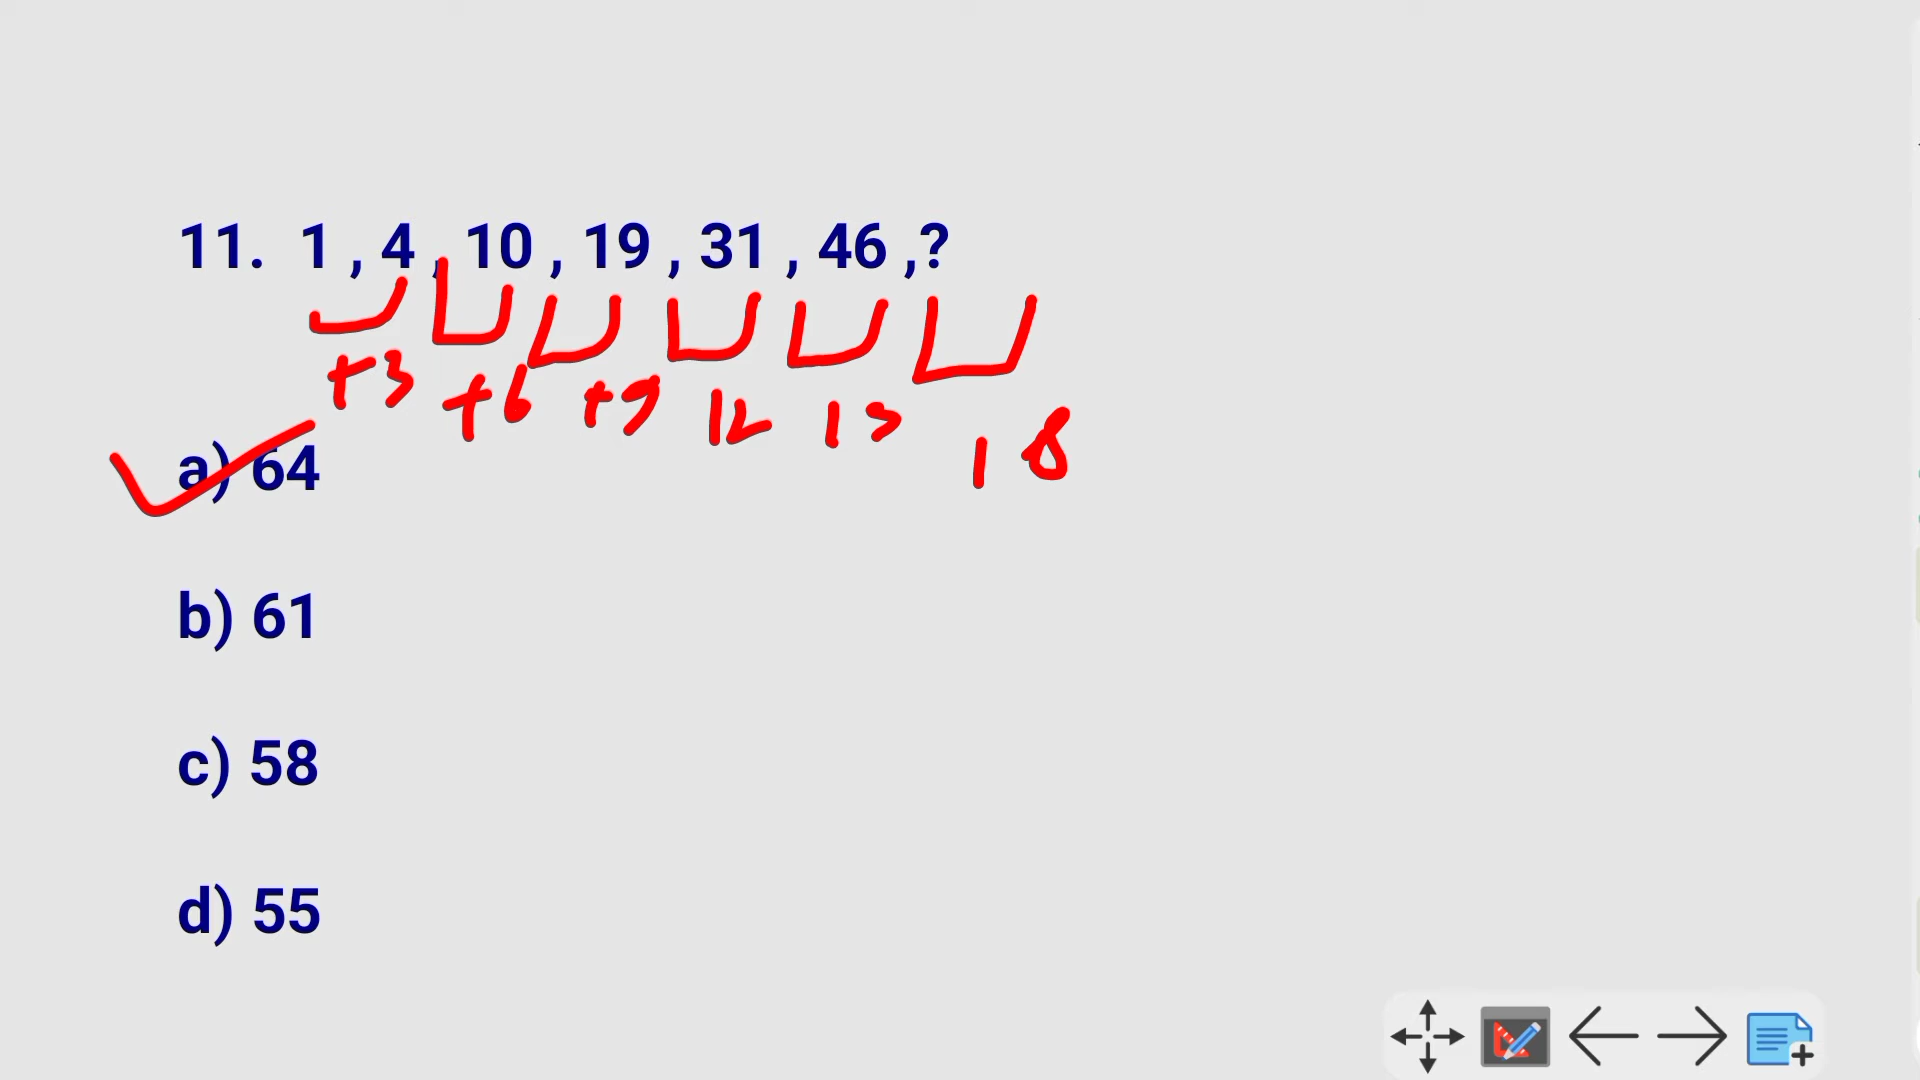 11. 1 , 4 , 10 , 19 , 31 , 46 ,?
+3 +6 +9 12 15 18
a) 64
b) 61
c) 58
d) 55